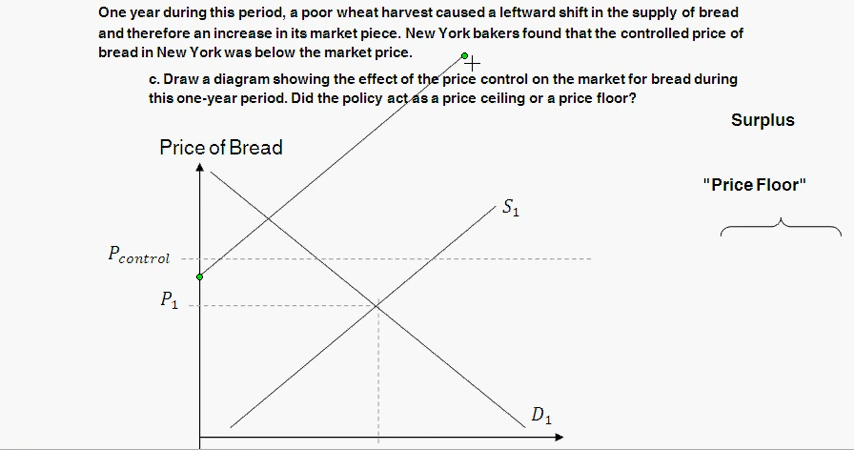 One year during this period, a poor wheat harvest caused a leftward shift in the supply of bread
and therefore an increase in its market piece. New York bakers found that the controlled price of
bread in New York was below the market price.
c. Draw a diagram showing the effect of the price control on the market for bread during
this one-year period. Did the policy act as a price ceiling or a price floor?
Surplus
Price of Bread
"Price Floor"
S1
Pcontrol
P1
D1